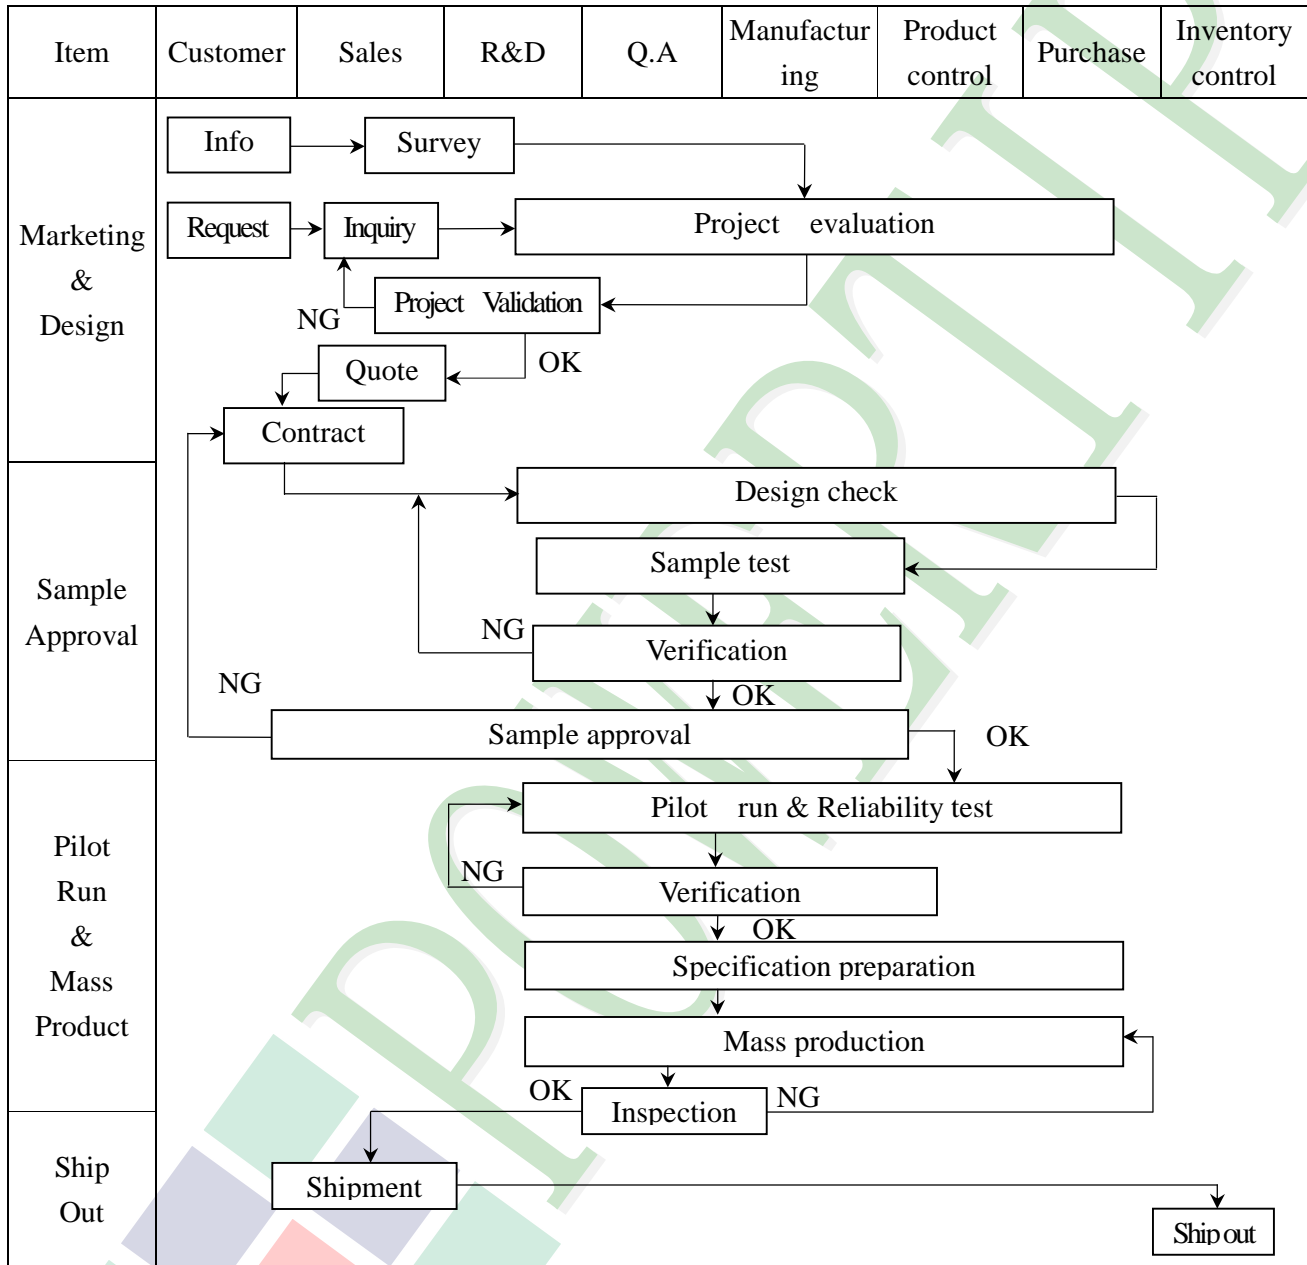 Item
Customer
Sales
R&D
Q.A
Manufactur
ing
Product
control
Purchase
Inventory
control
Marketing
&
Design
Info
Survey
Request
Inquiry
Project evaluation
Project Validation
NG
OK
Quote
Contract
Sample
Approval
Design check
Sample test
NG
Verification
NG
OK
Sample approval
OK
Pilot
Run
&
Mass
Product
Pilot run & Reliability test
NG
Verification
OK
Specification preparation
Mass production
OK
NG
Inspection
Ship
Out
Shipment
Ship out
POWERTIP